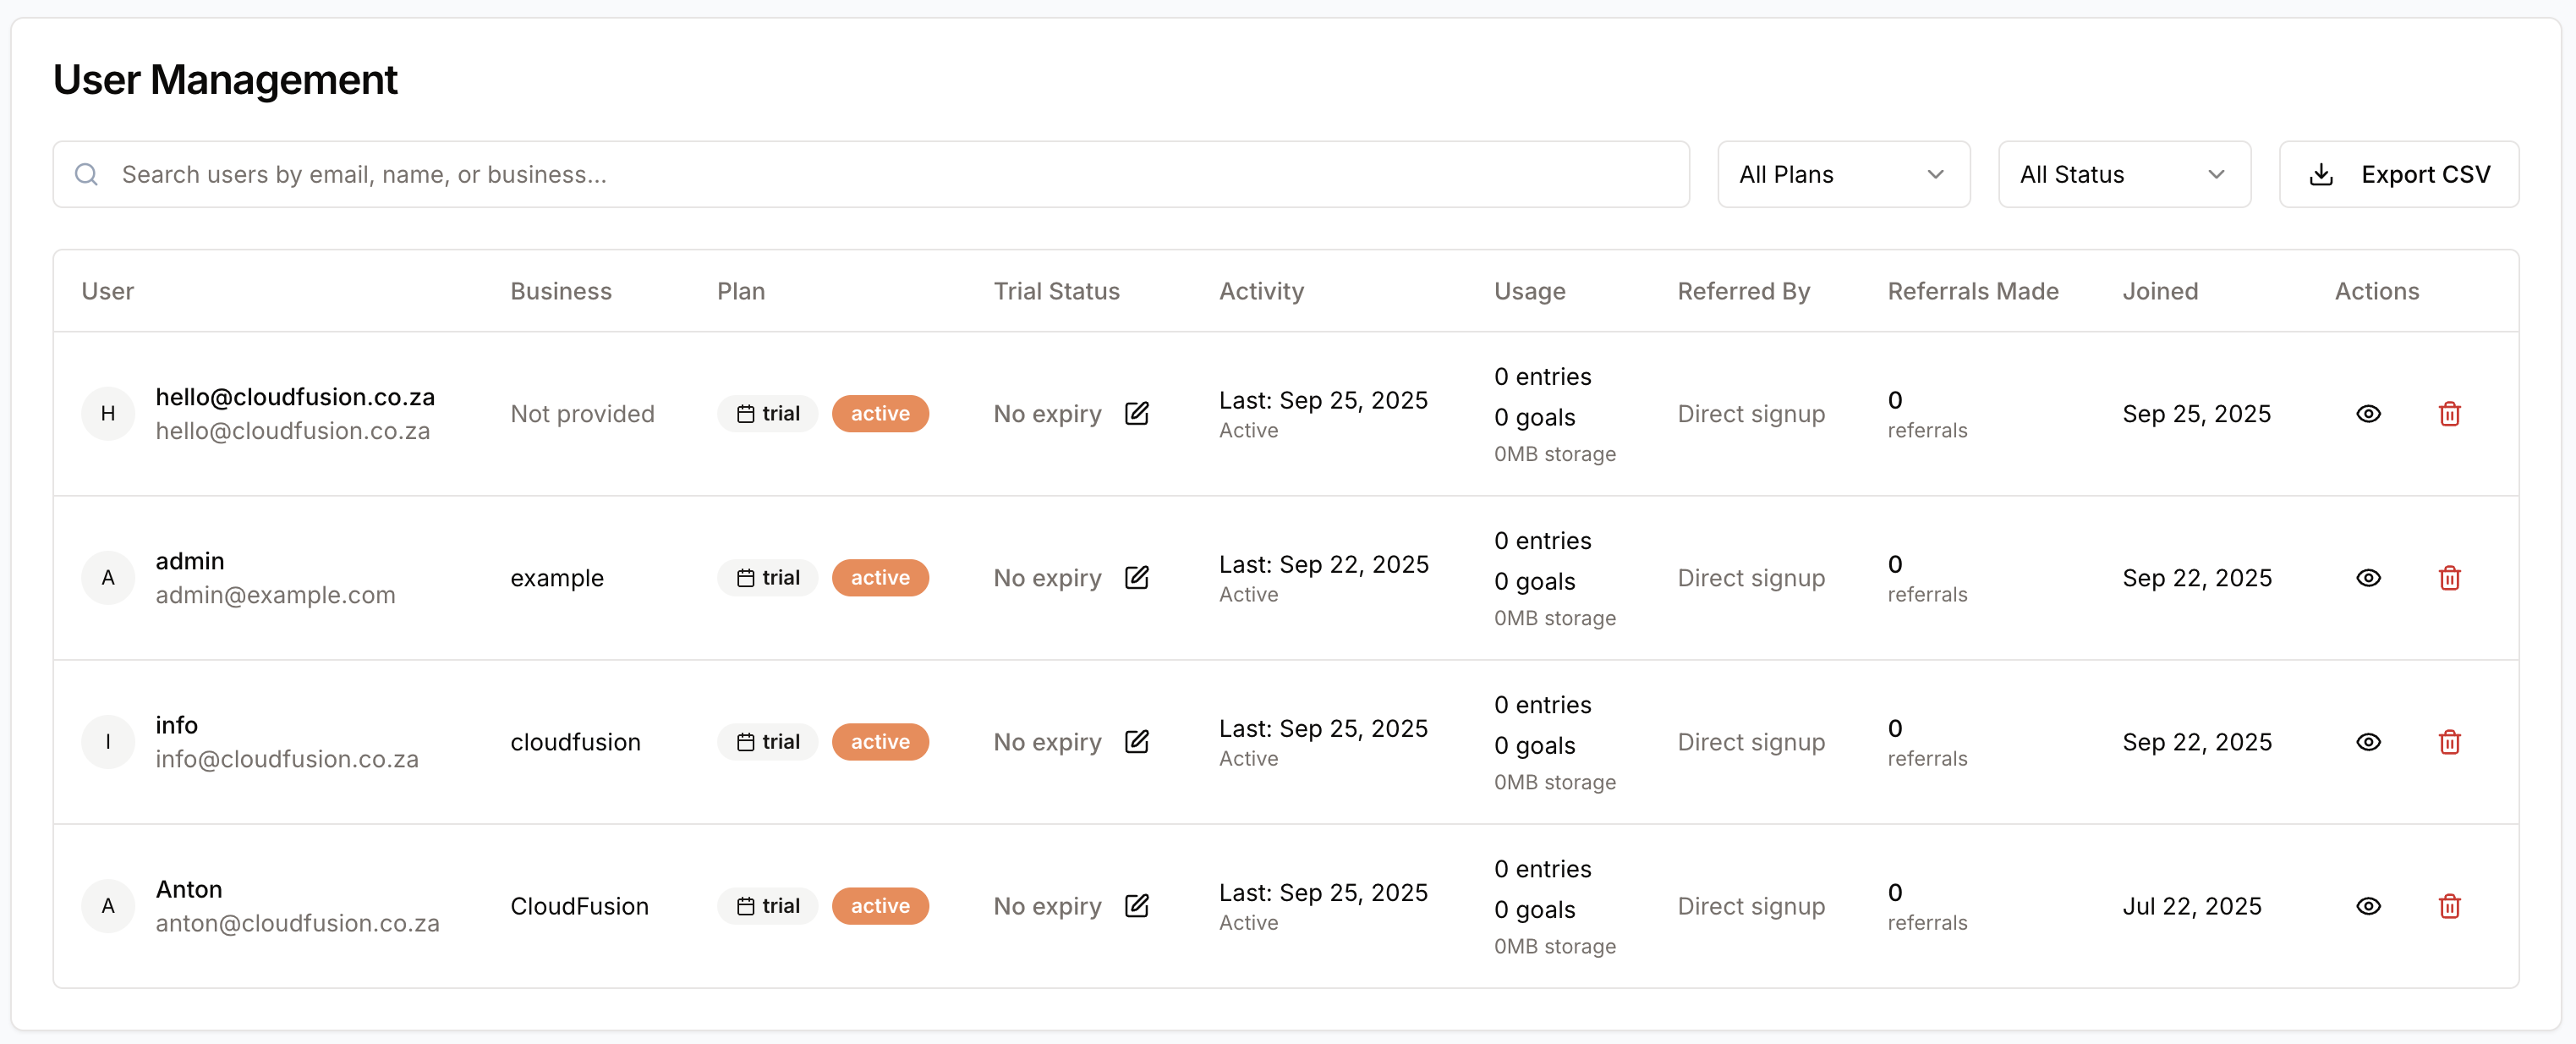 User Management
Search users by email, name, or business...
All Plans
All Status
Export CSV
User Business Plan Trial Status Activity Usage Referred By Referrals Made Joined Actions
H
hello@cloudfusion.co.za
hello@cloudfusion.co.za
Not provided
trial active
No expiry
Last: Sep 25, 2025
Active
0 entries
0 goals
0MB storage
Direct signup
0
referrals
Sep 25, 2025
A
admin
admin@example.com
example
trial active
No expiry
Last: Sep 22, 2025
Active
0 entries
0 goals
0MB storage
Direct signup
0
referrals
Sep 22, 2025
I
info
info@cloudfusion.co.za
cloudfusion
trial active
No expiry
Last: Sep 25, 2025
Active
0 entries
0 goals
0MB storage
Direct signup
0
referrals
Sep 22, 2025
A
Anton
anton@cloudfusion.co.za
CloudFusion
trial active
No expiry
Last: Sep 25, 2025
Active
0 entries
0 goals
0MB storage
Direct signup
0
referrals
Jul 22, 2025